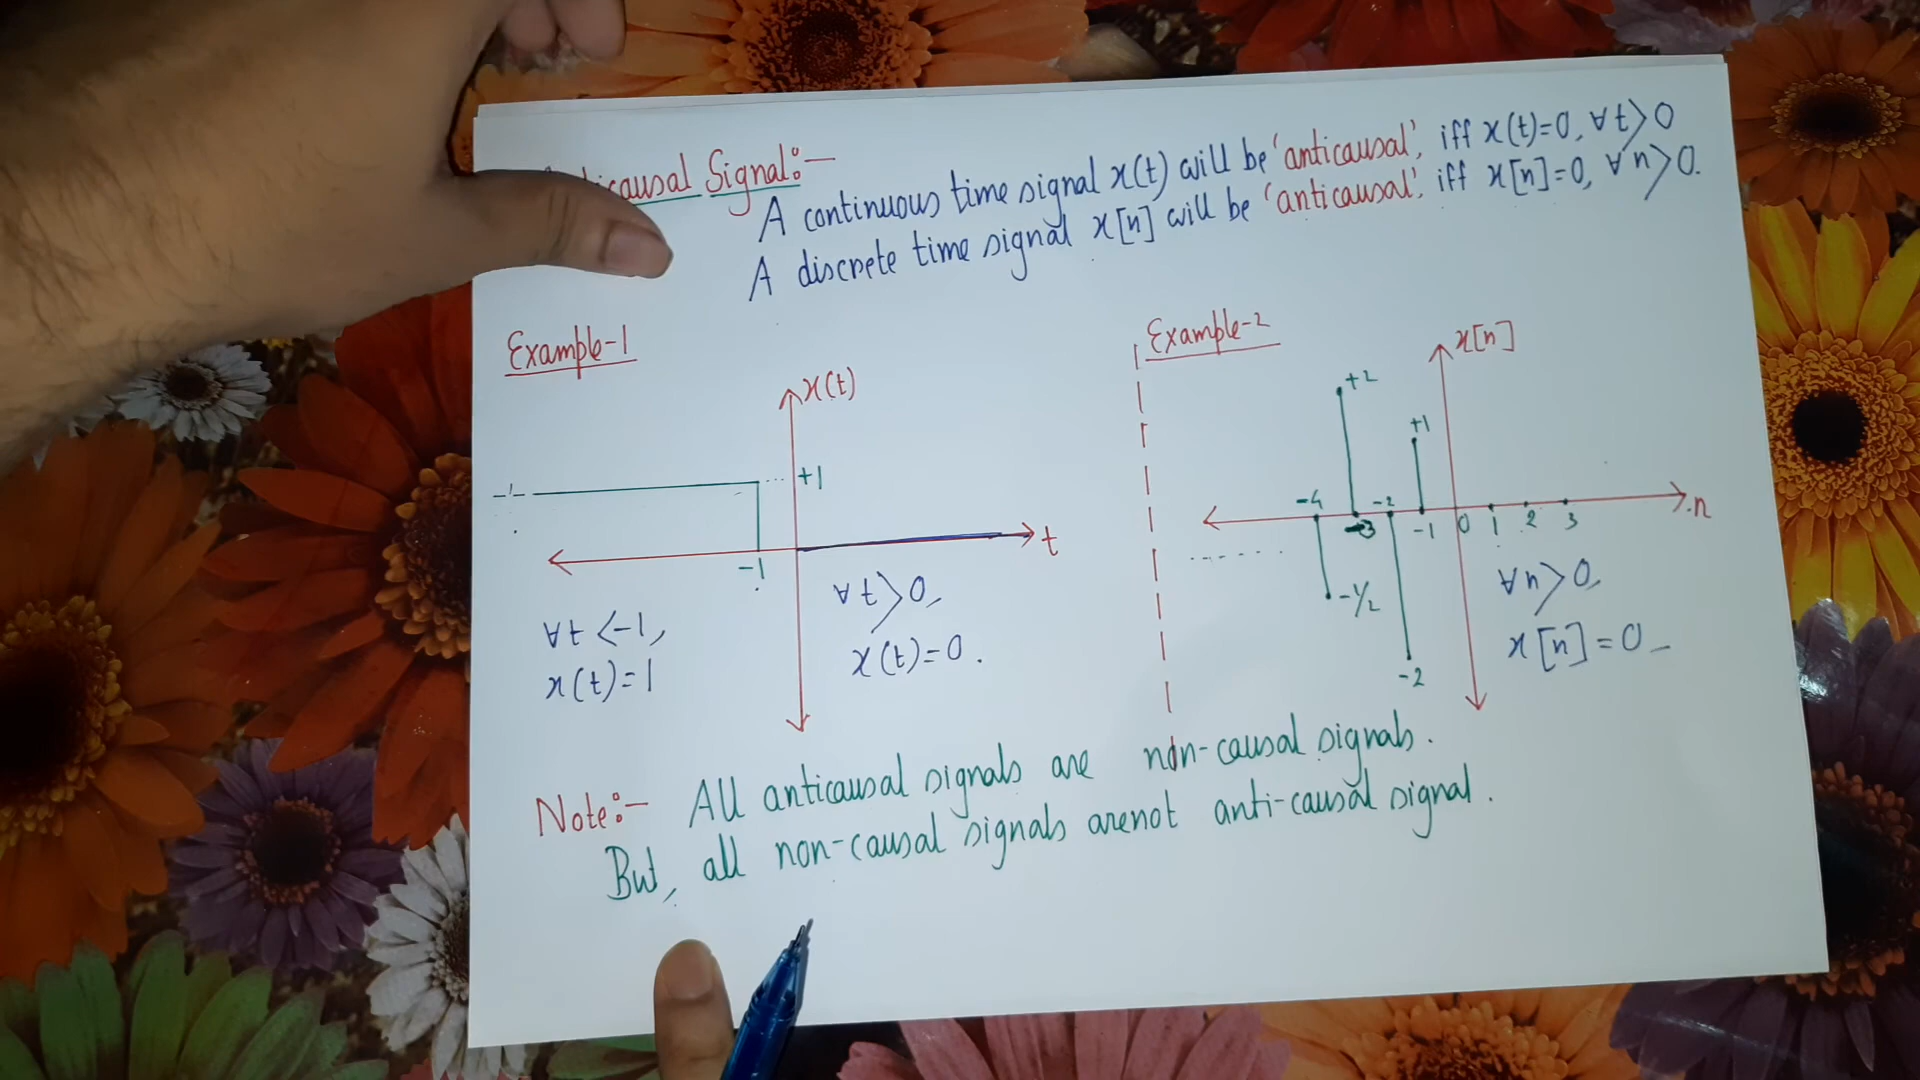 causal Signal:-
A continuous time signal x(t) will be 'anticausal', iff x(t)=0, ∀ t>0
A discrete time signal x[n] will be 'anticausal', iff x[n]=0, ∀ n>0.
Example-1
x(t)
+1
-1
t
∀t <-1,
x(t)=1
∀ t>0,
x(t)=0.
Example-2
x[n]
+2
+1
-4
-3
-2
-1
0
1
2
3
n
-1/2
-2
∀n>0,
x[n]=0
Note:- All anticausal signals are non-causal signals.
But, all non-causal signals arenot anti-causal signal.